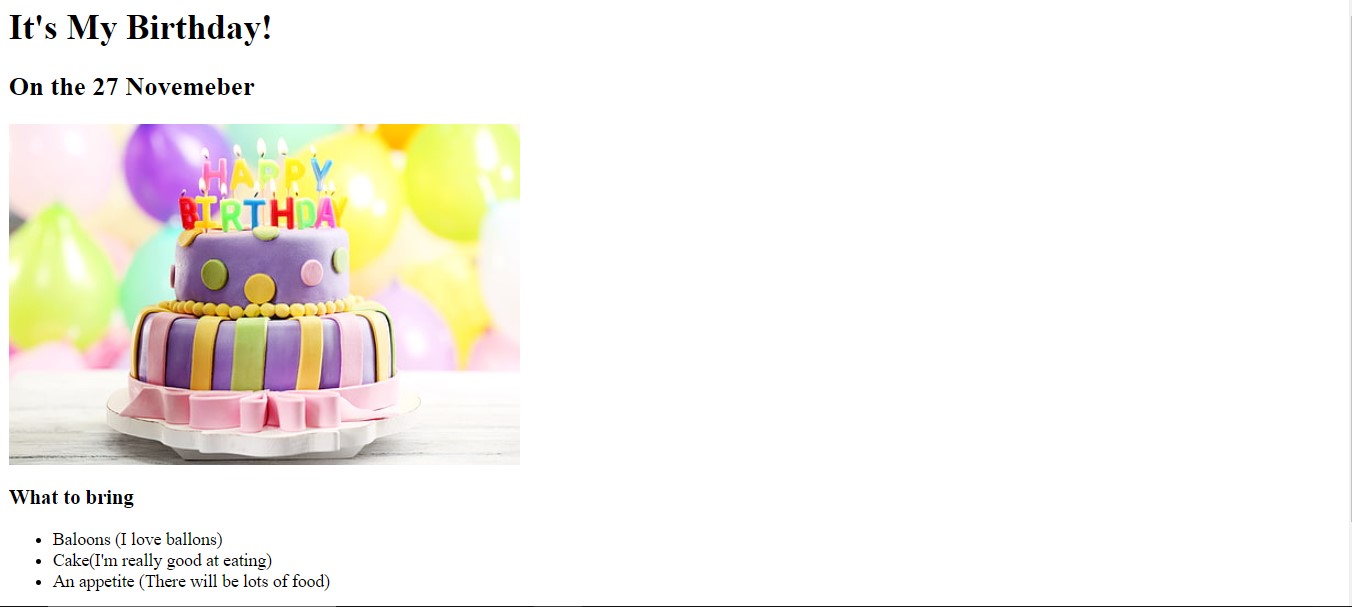 It's My Birthday!
On the 27 Novemeber
HAPPY
BIRTHDAY
What to bring
Baloons (I love ballons)
Cake(I'm really good at eating)
An appetite (There will be lots of food)